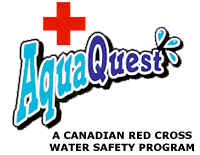 AquaQuest
A CANADIAN RED CROSS
WATER SAFETY PROGRAM